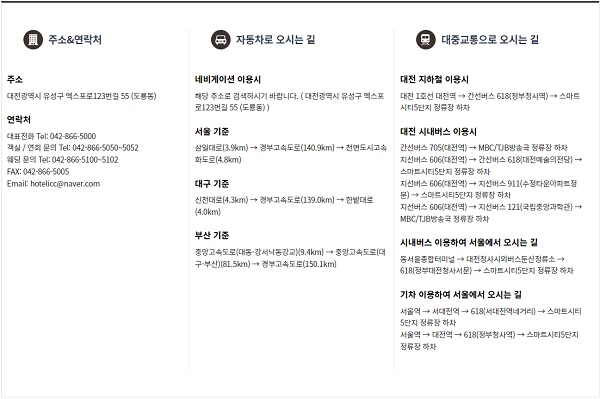 주소&연락처
주소
대전광역시 유성구 엑스포로123번길 55 (도룡동)
연락처
대표전화 Tel: 042-866-5000
객실 / 연회 문의 Tel: 042-866-5050~5052
웨딩 문의 Tel: 042-866-5100~5102
FAX: 042-866-5005
Email: hotelicc@naver.com
자동차로 오시는 길
네비게이션 이용시
해당 주소로 검색하시기 바랍니다. ( 대전광역시 유성구 엑스포
로123번길 55 (도룡동) )
서울 기준
삼일대로(3.9km) → 경부고속도로(140.9km) → 천변도시고속
화도로(4.8km)
대구 기준
신천대로(4.3km) → 경부고속도로(139.0km) → 한밭대로
(4.0km)
부산 기준
중앙고속도로(대동-강서낙동강교)(9.4km) → 중앙고속도로(대
구-부산)(81.5km) → 경부고속도로(150.1km)
대중교통으로 오시는 길
대전 지하철 이용시
대전 1호선 대전역 → 간선버스 618(정부청사역) → 스마트
시티5단지 정류장 하차
대전 시내버스 이용시
간선버스 705(대전역) → MBC/TJB방송국 정류장 하차
지선버스 606(대전역) → 간선버스 618(대전예술의전당) →
스마트시티5단지 정류장 하차
지선버스 606(대전역) → 지선버스 911(수정타운아파트정
문) → 스마트시티5단지 정류장 하차
지선버스 606(대전역) → 지선버스 121(국립중앙과학관) →
MBC/TJB방송국 정류장 하차
시내버스 이용하여 서울에서 오시는 길
동서울종합터미널 → 대전청사시외버스둔산정류소 →
618(정부대전청사서문) → 스마트시티5단지 정류장 하차
기차 이용하여 서울에서 오시는 길
서울역 → 서대전역 → 618(서대전역네거리) → 스마트시티
5단지 정류장 하차
서울역 → 대전역 → 618(정부청사역) → 스마트시티5단지
정류장 하차